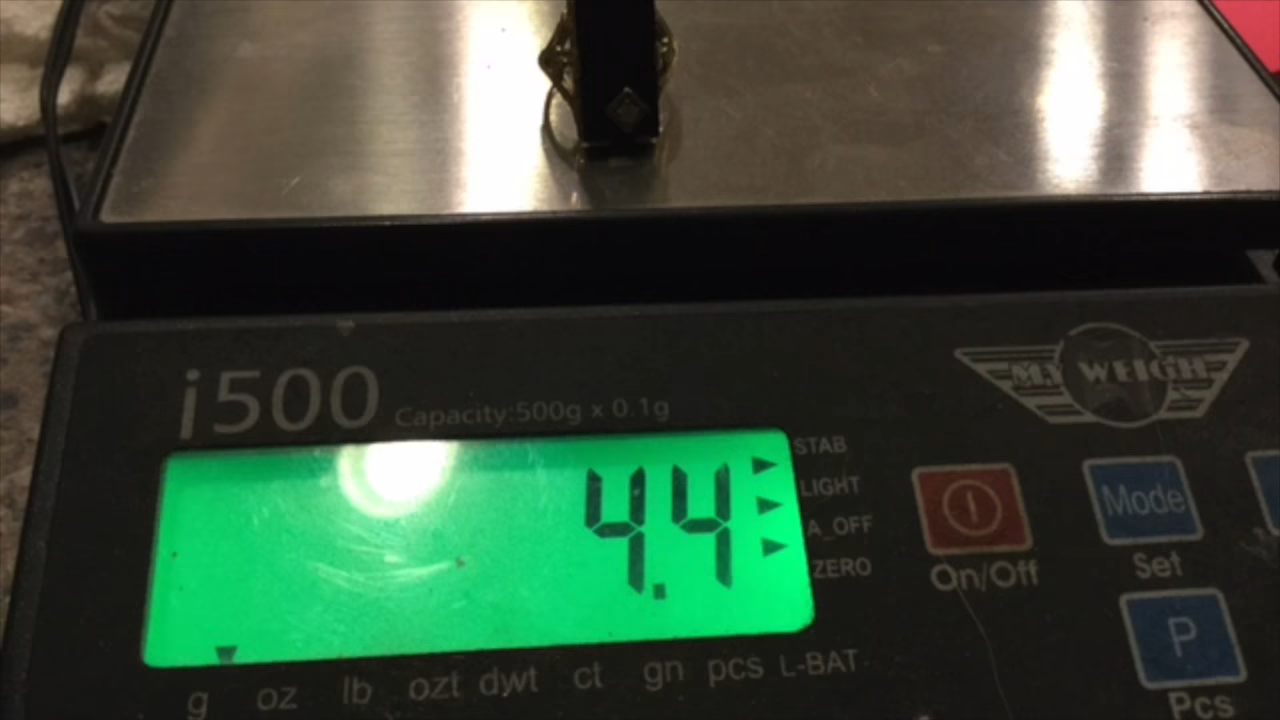 i500 Capacity:500g x 0.1g
MY WEIGH
4.4
STAB
LIGHT
A_OFF
ZERO
On/Off
Mode
Set
P
Pcs
g oz lb ozt dwt ct gn pcs L-BAT